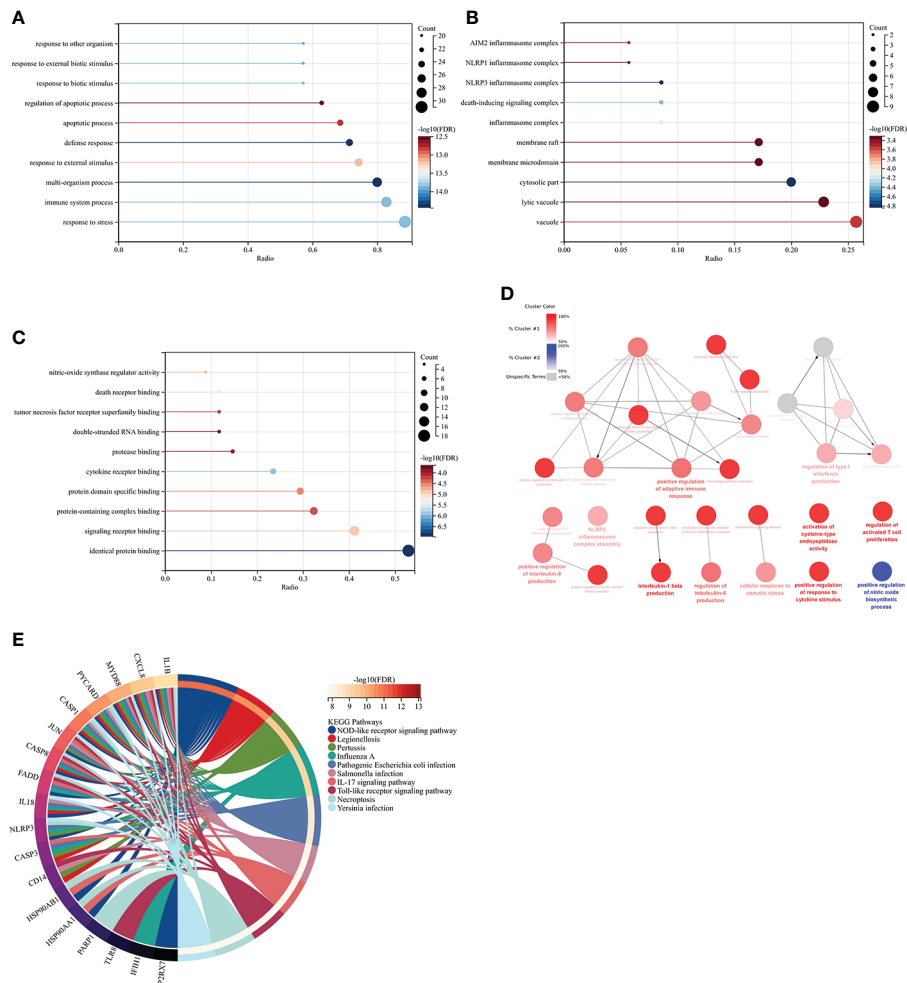 A
response to other organism
response to external biotic stimulus
response to biotic stimulus
regulation of apoptotic process
apoptotic process
defense response
response to external stimulus
multi-organism process
immune system process
response to stress
0.0 0.2 0.4 0.6 0.8
Radio
Count
20
22
24
26
28
30
-log10(FDR)
12.5
13.0
13.5
14.0
B
AIM2 inflammasome complex
NLRP1 inflammasome complex
NLRP3 inflammasome complex
death-inducing signaling complex
inflammasome complex
membrane raft
membrane microdomain
cytosolic part
lytic vacuole
vacuole
0.00 0.05 0.10 0.15 0.20 0.25
Radio
Count
2
3
4
5
6
7
8
9
-log10(FDR)
3.4
3.6
3.8
4.0
4.2
4.4
4.6
4.8
C
nitric-oxide synthase regulator activity
death receptor binding
tumor necrosis factor receptor superfamily binding
double-stranded RNA binding
protease binding
cytokine receptor binding
protein domain specific binding
protein-containing complex binding
signaling receptor binding
identical protein binding
0.0 0.1 0.2 0.3 0.4 0.5
Radio
Count
3
6
9
12
15
18
-log10(FDR)
4.0
4.5
5.0
5.5
6.0
6.5
D
Cluster Color
% Cluster #1
100%
50%
% Cluster #2
100%
50%
Unspecific Terms
<50%
positive regulation of adaptive immune response
regulation of type I
interferon production
NLRP3
inflammasome
complex assembly
positive regulation
of interleukin-8
production
interleukin-1 beta
production
regulation of
interleukin-6
production
cellular response to
osmotic stress
activation of
cysteine-type
endopeptidase
activity
positive regulation
of response to
cytokine stimulus
regulation of
activated T cell
proliferation
positive regulation
of nitric oxide
biosynthetic
process
E
IL1B
CXCL8
MYD88
PYCARD
CASP1
JUN
CASP8
FADD
IL18
NLRP3
CASP3
CD14
HSP90AB1
HSP90AA1
PARP1
TLR8
IFIH1
P2RX7
-log10(FDR)
8 9 10 11 12 13
KEGG Pathways
NOD-like receptor signaling pathway
Legionellosis
Pertussis
Influenza A
Pathogenic Escherichia coli infection
Salmonella infection
IL-17 signaling pathway
Toll-like receptor signaling pathway
Necroptosis
Yersinia infection